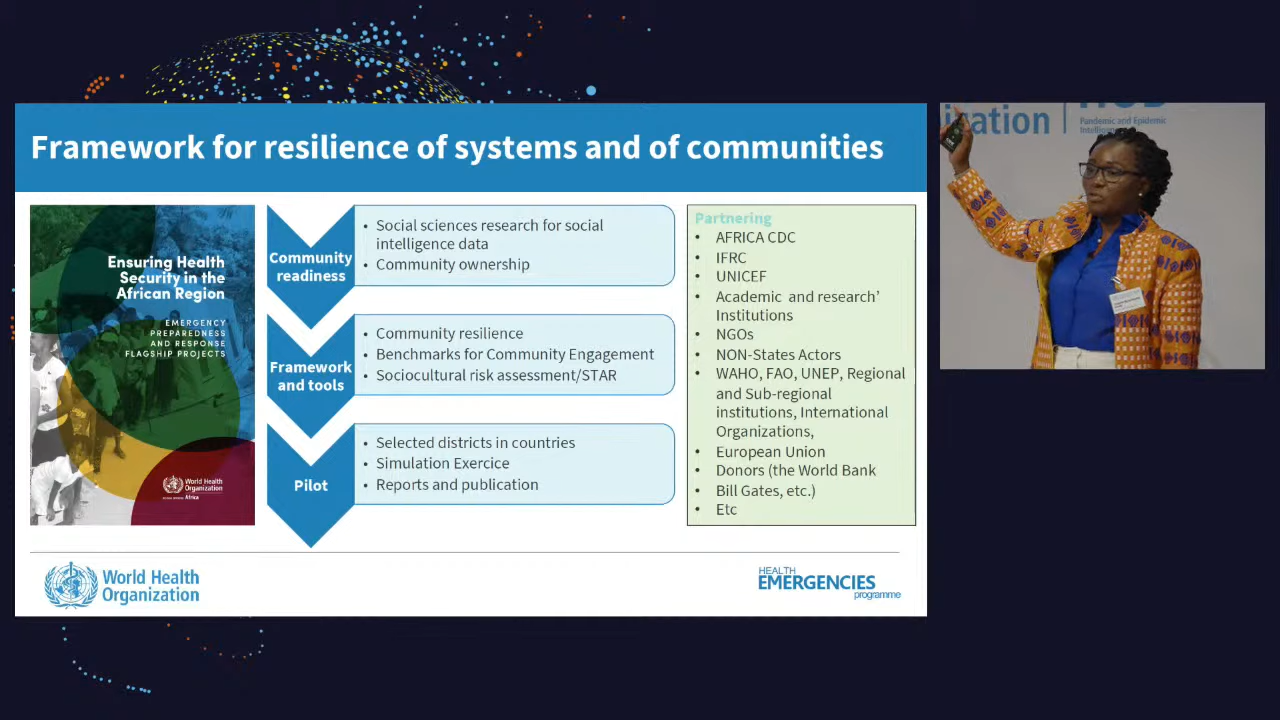 Framework for resilience of systems and of communities
Ensuring Health
Security in the
African Region
EMERGENCY
PREPAREDNESS
AND RESPONSE
FLAGSHIP PROJECTS
World Health
Organization
Africa
Community
readiness
• Social sciences research for social
intelligence data
• Community ownership
Framework
and tools
• Community resilience
• Benchmarks for Community Engagement
• Sociocultural risk assessment/STAR
Pilot
• Selected districts in countries
• Simulation Exercice
• Reports and publication
Partnering
• AFRICA CDC
• IFRC
• UNICEF
• Academic and research’
Institutions
• NGOs
• NON-States Actors
• WAHO, FAO, UNEP, Regional
and Sub-regional
institutions, International
Organizations,
• European Union
• Donors (the World Bank
• Bill Gates, etc.)
• Etc
World Health
Organization
HEALTH
EMERGENCIES
programme
ization
HUB
Pandemic and Epidemic
Intelligence